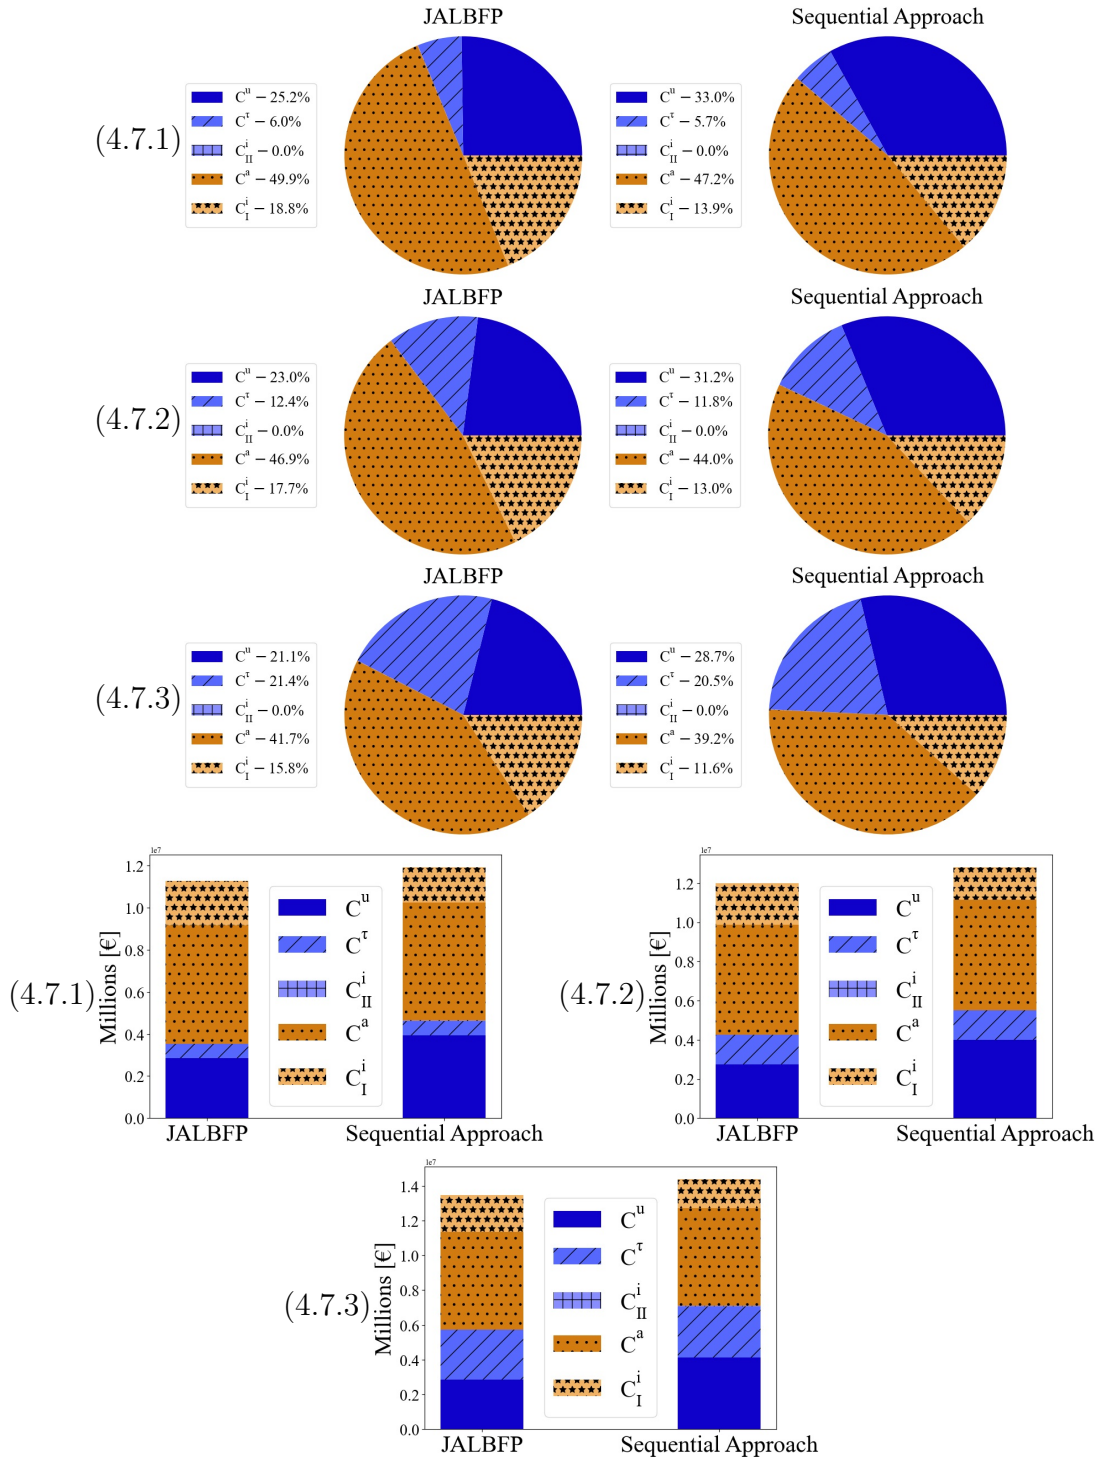 JALBFP
Sequential Approach
(4.7.1)
C^u − 25.2%
C^τ − 6.0%
C^i_II − 0.0%
C^a − 49.9%
C^i_I − 18.8%
C^u − 33.0%
C^τ − 5.7%
C^i_II − 0.0%
C^a − 47.2%
C^i_I − 13.9%
JALBFP
Sequential Approach
(4.7.2)
C^u − 23.0%
C^τ − 12.4%
C^i_II − 0.0%
C^a − 46.9%
C^i_I − 17.7%
C^u − 31.2%
C^τ − 11.8%
C^i_II − 0.0%
C^a − 44.0%
C^i_I − 13.0%
JALBFP
Sequential Approach
(4.7.3)
C^u − 21.1%
C^τ − 21.4%
C^i_II − 0.0%
C^a − 41.7%
C^i_I − 15.8%
C^u − 28.7%
C^τ − 20.5%
C^i_II − 0.0%
C^a − 39.2%
C^i_I − 11.6%
(4.7.1)
Millions [€]
1e7
1.2
1.0
0.8
0.6
0.4
0.2
0.0
C^u
C^τ
C^i_II
C^a
C^i_I
JALBFP
Sequential Approach
(4.7.2)
Millions [€]
1e7
1.2
1.0
0.8
0.6
0.4
0.2
0.0
C^u
C^τ
C^i_II
C^a
C^i_I
JALBFP
Sequential Approach
(4.7.3)
Millions [€]
1e7
1.4
1.2
1.0
0.8
0.6
0.4
0.2
0.0
C^u
C^τ
C^i_II
C^a
C^i_I
JALBFP
Sequential Approach